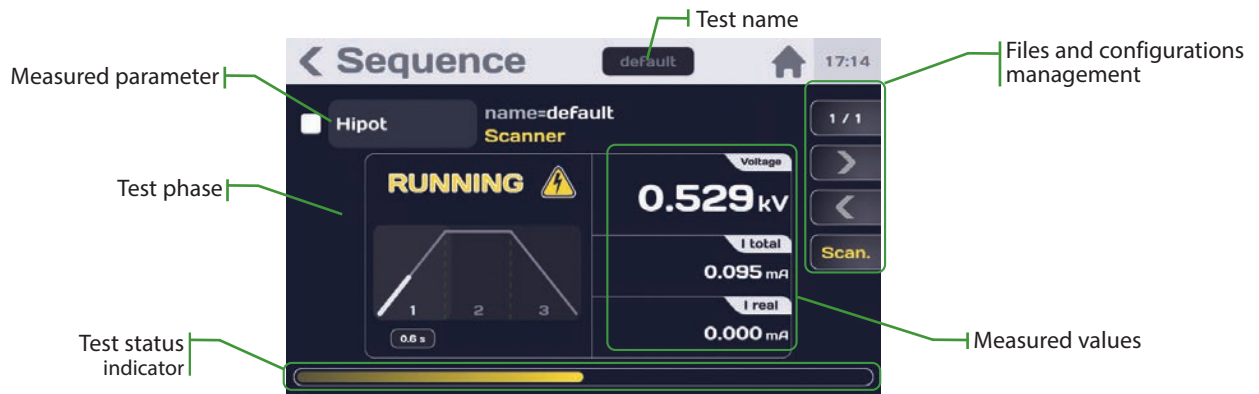 Test name
Sequence
default
17:14
Files and configurations
management
Measured parameter
Hipot
name=default
Scanner
1 / 1
Test phase
RUNNING
Voltage
0.529 kV
I total
0.095 mA
Scan.
1
2
3
I real
0.000 mA
0.6 s
Measured values
Test status
indicator